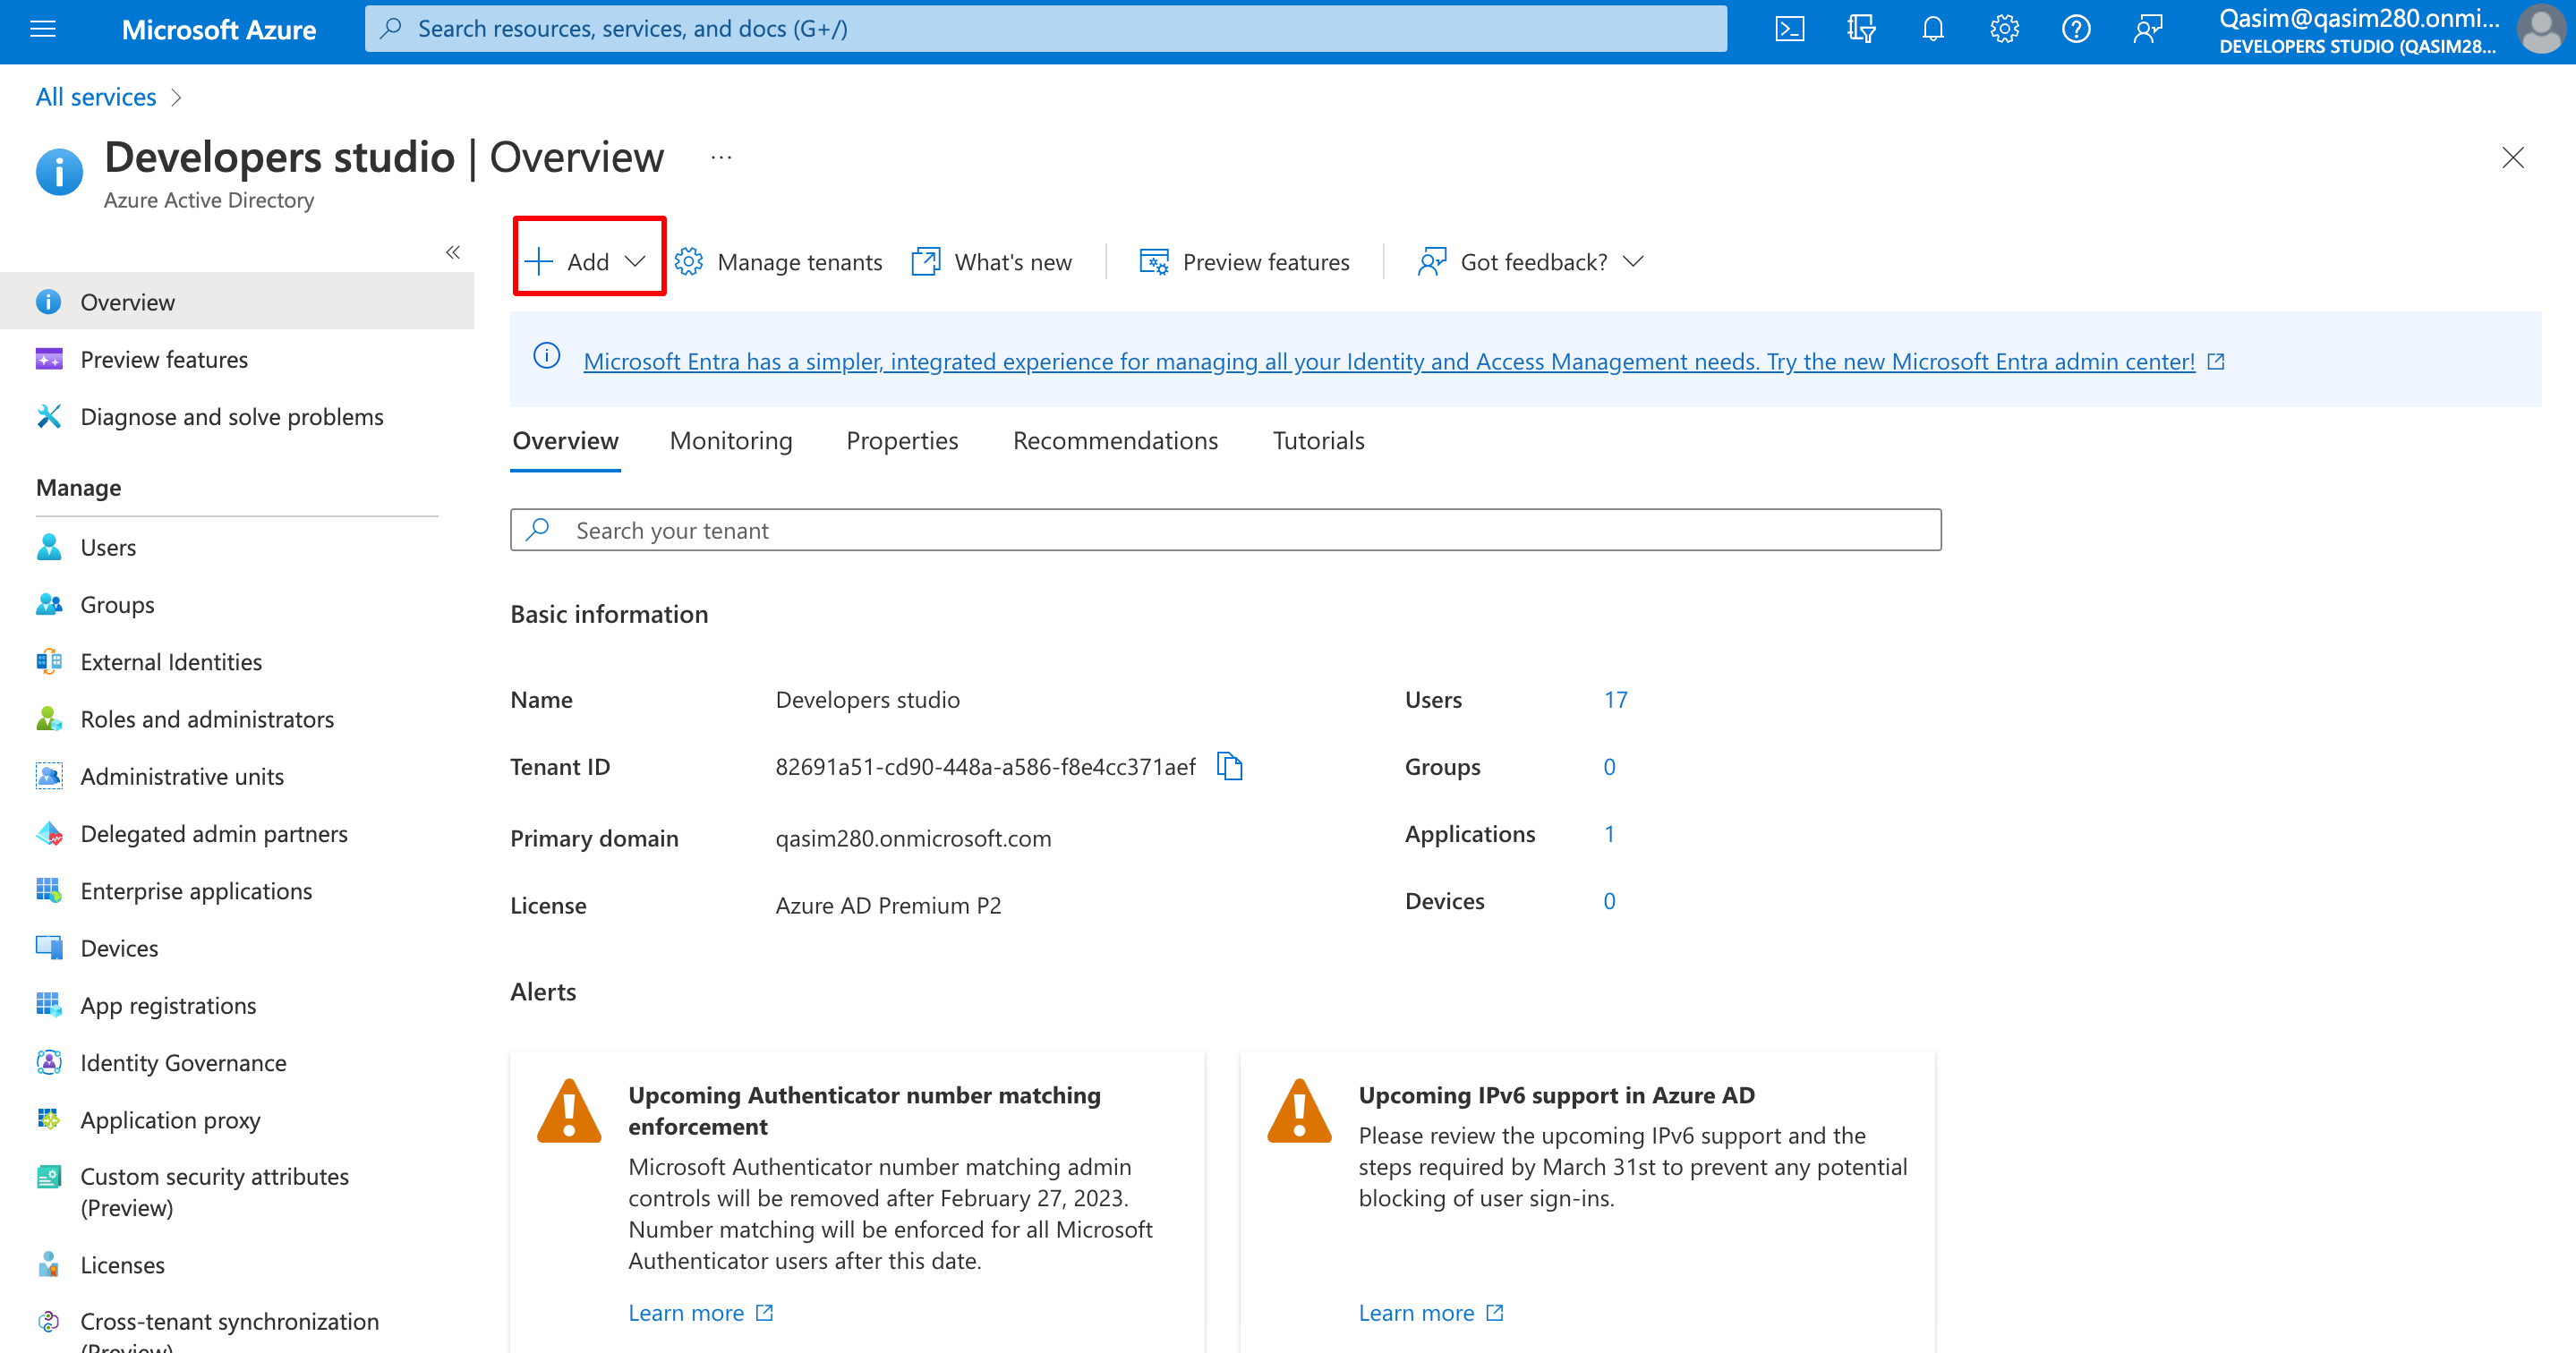 Microsoft Azure
Search resources, services, and docs (G+/)
Qasim@qasim280.onmi...
DEVELOPERS STUDIO (QASIM28...
All services
Developers studio | Overview
...
Azure Active Directory
Add
Manage tenants
What's new
Preview features
Got feedback?
Overview
Preview features
Diagnose and solve problems
Manage
Users
Groups
External Identities
Roles and administrators
Administrative units
Delegated admin partners
Enterprise applications
Devices
App registrations
Identity Governance
Application proxy
Custom security attributes
(Preview)
Licenses
Cross-tenant synchronization
(Preview)
Microsoft Entra has a simpler, integrated experience for managing all your Identity and Access Management needs. Try the new Microsoft Entra admin center!
Overview
Monitoring
Properties
Recommendations
Tutorials
Search your tenant
Basic information
Name
Developers studio
Users
17
Tenant ID
82691a51-cd90-448a-a586-f8e4cc371aef
Groups
0
Primary domain
qasim280.onmicrosoft.com
Applications
1
License
Azure AD Premium P2
Devices
0
Alerts
Upcoming Authenticator number matching
enforcement
Microsoft Authenticator number matching admin
controls will be removed after February 27, 2023.
Number matching will be enforced for all Microsoft
Authenticator users after this date.
Learn more
Upcoming IPv6 support in Azure AD
Please review the upcoming IPv6 support and the
steps required by March 31st to prevent any potential
blocking of user sign-ins.
Learn more